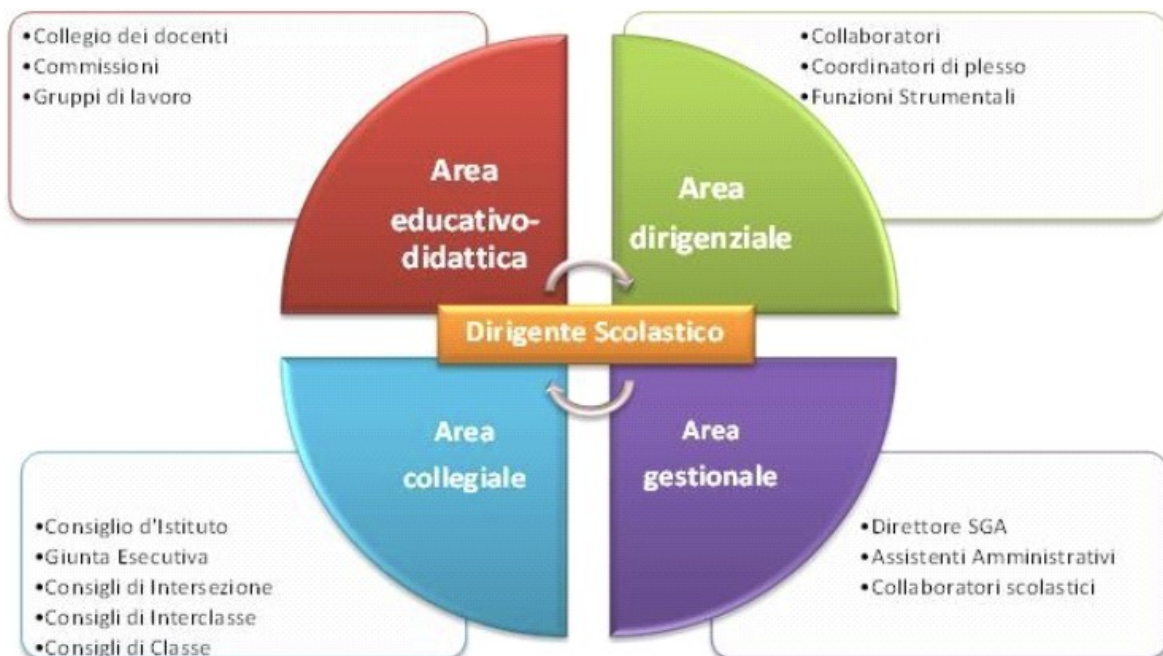 •Collegio dei docenti
•Commissioni
•Gruppi di lavoro
•Collaboratori
•Coordinatori di plesso
•Funzioni Strumentali
Area
educativo-
didattica
Area
dirigenziale
Dirigente Scolastico
Area
collegiale
Area
gestionale
•Consiglio d'Istituto
•Giunta Esecutiva
•Consigli di Intersezione
•Consigli di Interclasse
•Consigli di Classe
•Direttore SGA
•Assistenti Amministrativi
•Collaboratori scolastici